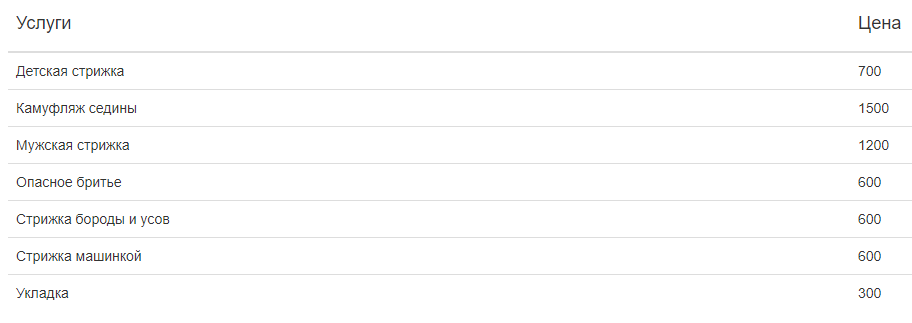 Услуги Цена
Детская стрижка 700
Камуфляж седины 1500
Мужская стрижка 1200
Опасное бритье 600
Стрижка бороды и усов 600
Стрижка машинкой 600
Укладка 300